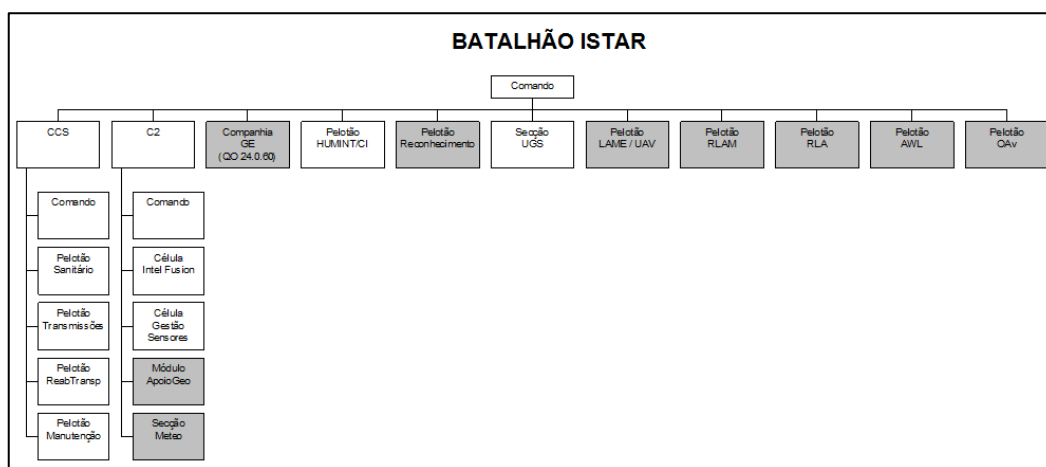 BATALHÃO ISTAR
Comando
CCS
C2
Companhia
GE
(QO 24.0.60)
Pelotão
HUMINT/CI
Pelotão
Reconhecimento
Secção
UGS
Pelotão
LAME / UAV
Pelotão
RLAM
Pelotão
RLA
Pelotão
AWL
Pelotão
OAv
Comando
Comando
Pelotão
Sanitário
Célula
Intel Fusion
Pelotão
Transmissões
Célula
Gestão
Sensores
Pelotão
ReabTransp
Módulo
ApoioGeo
Pelotão
Manutenção
Secção
Meteo